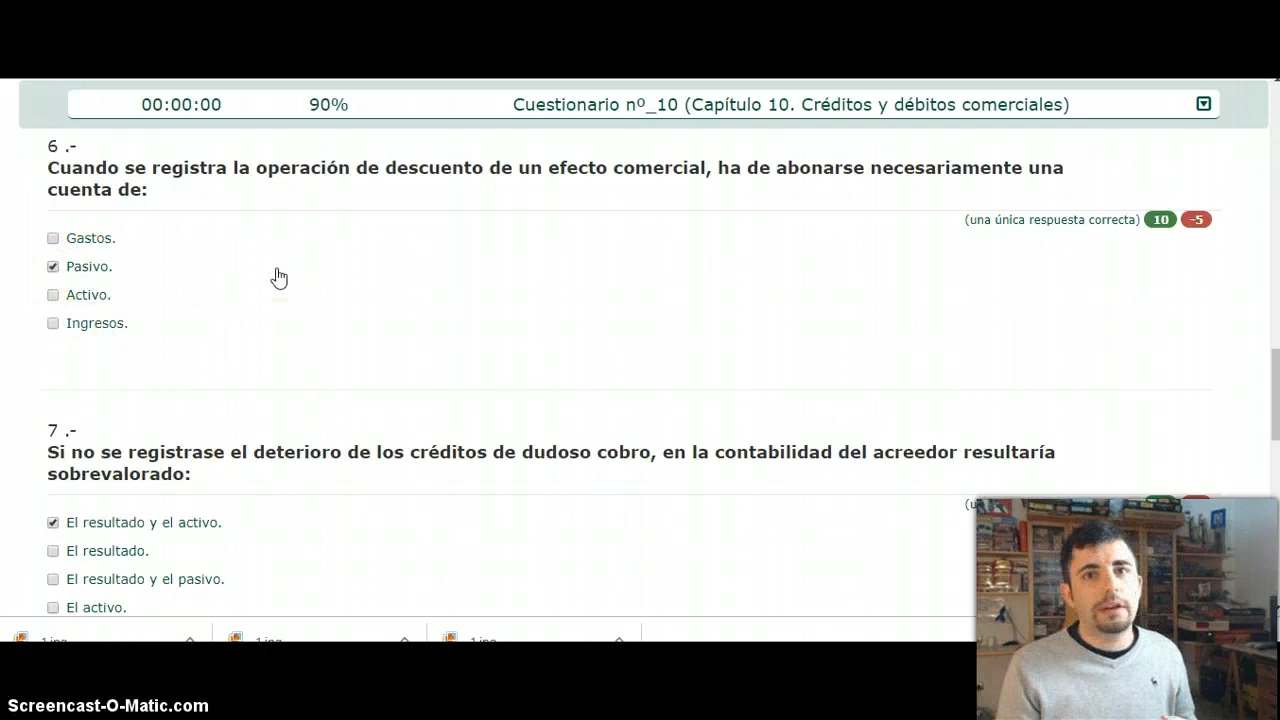 00:00:00 90% Cuestionario nº_10 (Capítulo 10. Créditos y débitos comerciales)
6 .-
Cuando se registra la operación de descuento de un efecto comercial, ha de abonarse necesariamente una
cuenta de:
(una única respuesta correcta) 10 -5
Gastos.
Pasivo.
Activo.
Ingresos.
7 .-
Si no se registrase el deterioro de los créditos de dudoso cobro, en la contabilidad del acreedor resultaría
sobrevalorado:
El resultado y el activo.
El resultado.
El resultado y el pasivo.
El activo.
Screencast-O-Matic.com